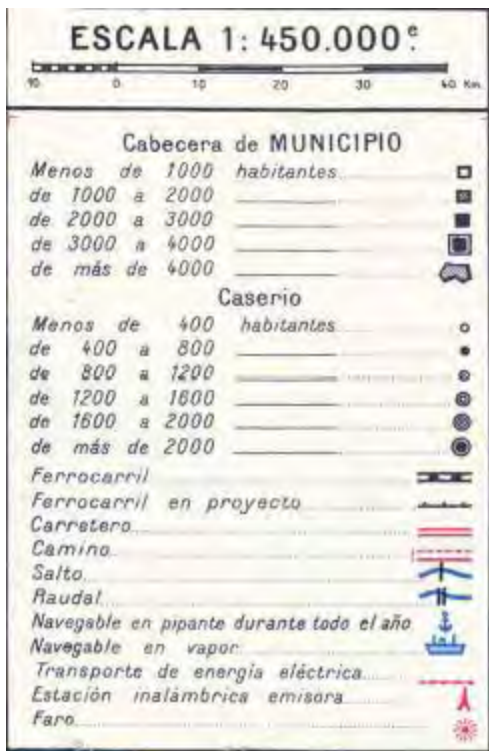 ESCALA 1:450.000e.
10 0 10 20 30 40 Km.
Cabecera de MUNICIPIO
Menos de 1000 habitantes
de 1000 a 2000
de 2000 a 3000
de 3000 a 4000
de más de 4000
Caserio
Menos de 400 habitantes
de 400 a 800
de 800 a 1200
de 1200 a 1600
de 1600 a 2000
de más de 2000
Ferrocarril
Ferrocarril en proyecto
Carretero
Camino
Salto
Raudal
Navegable en pipante durante todo el año
Navegable en vapor
Transporte de energía eléctrica
Estación inalámbrica emisora
Faro